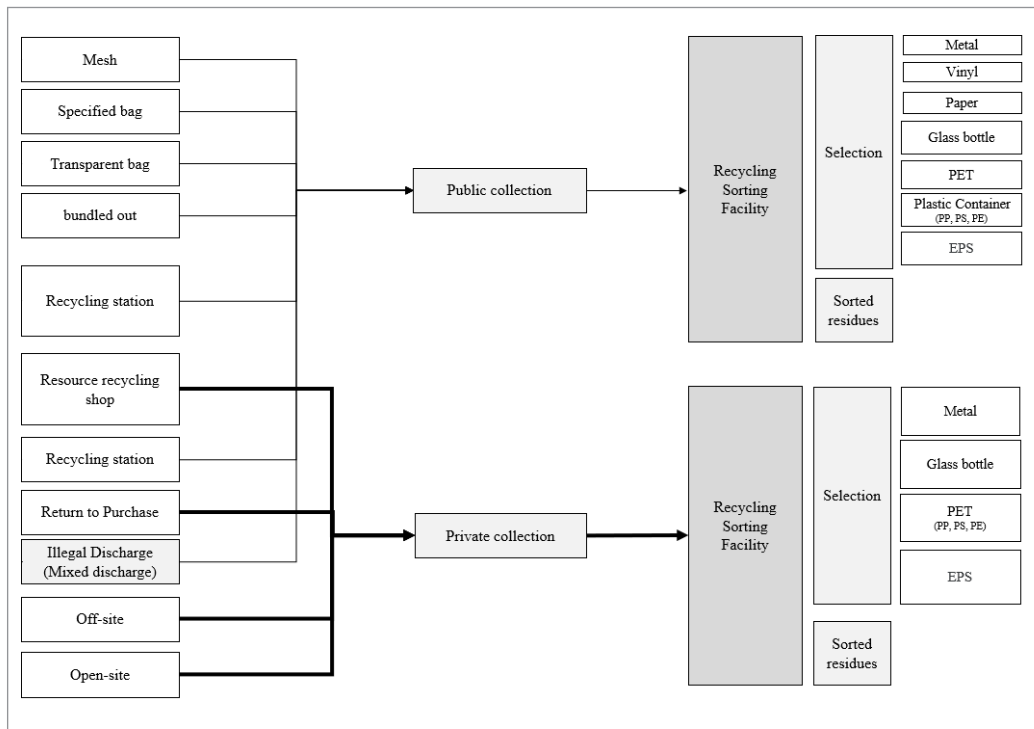 Mesh
Specified bag
Transparent bag
bundled out
Recycling station
Resource recycling
shop
Recycling station
Return to Purchase
Illegal Discharge
(Mixed discharge)
Off-site
Open-site
Public collection
Private collection
Recycling
Sorting
Facility
Selection
Sorted
residues
Metal
Vinyl
Paper
Glass bottle
PET
Plastic Container
(PP, PS, PE)
EPS
Recycling
Sorting
Facility
Selection
Sorted
residues
Metal
Glass bottle
PET
(PP, PS, PE)
EPS